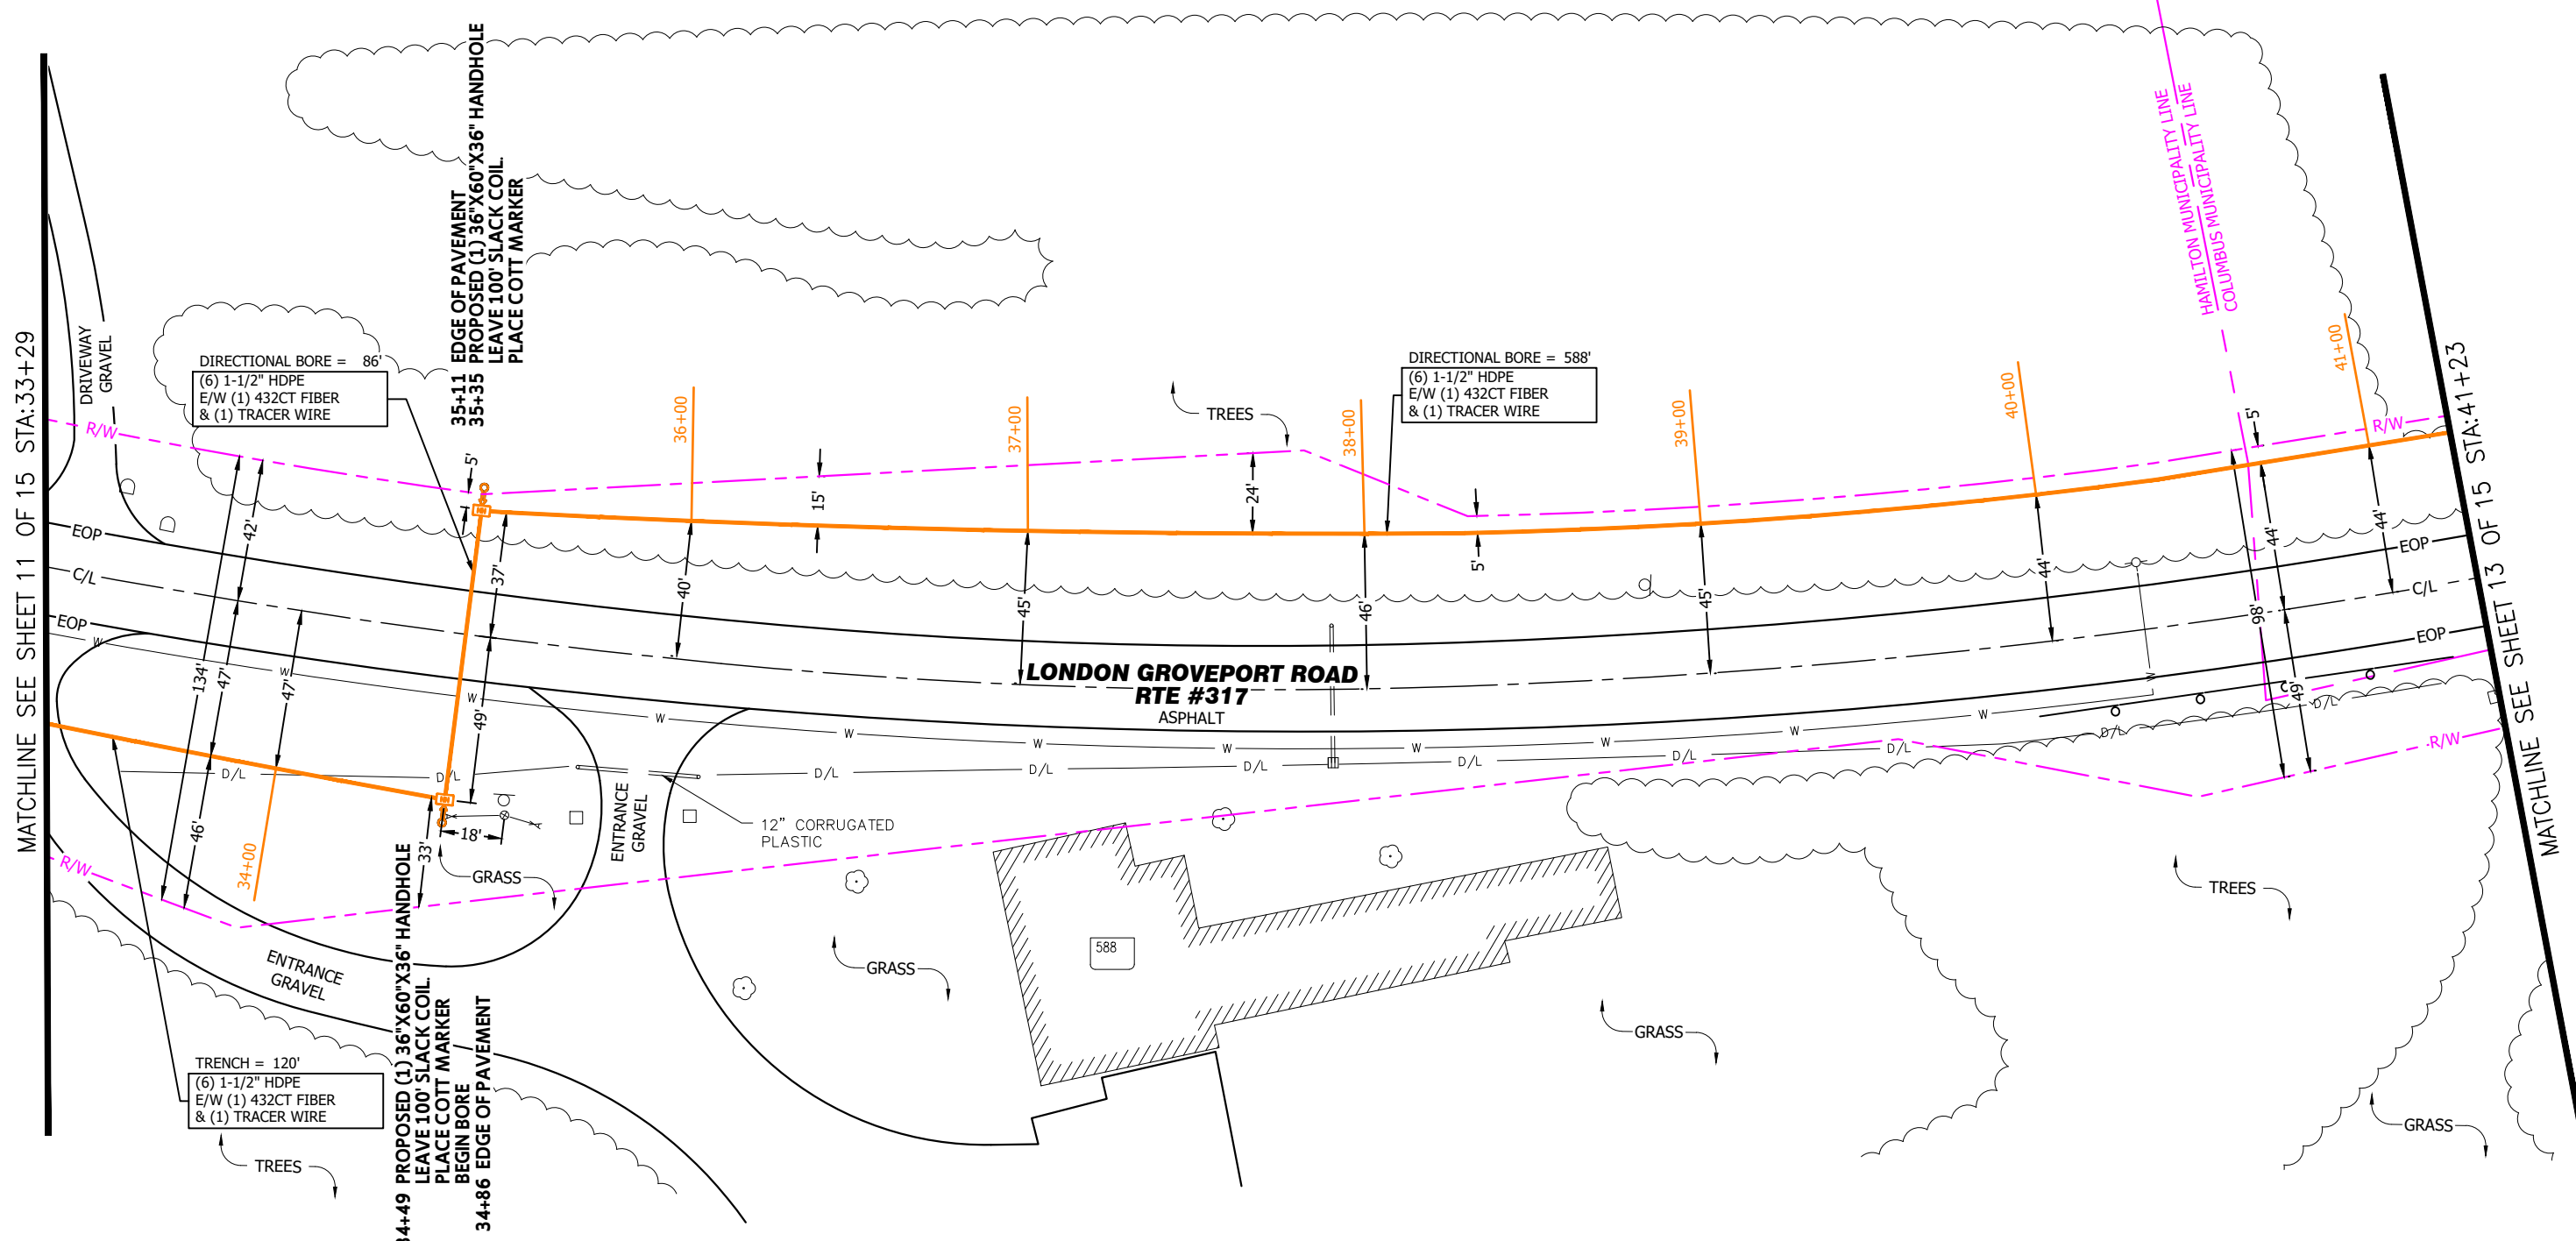 MATCHLINE SEE SHEET 11 OF 15 STA:33+29
DRIVEWAY
GRAVEL
DIRECTIONAL BORE = 86'
(6) 1-1/2" HDPE
E/W (1) 432CT FIBER
& (1) TRACER WIRE
35+11 EDGE OF PAVEMENT
35+35 PROPOSED (1) 36"X60"X36" HANDHOLE
LEAVE 100' SLACK COIL.
PLACE COTT MARKER
DIRECTIONAL BORE = 588'
(6) 1-1/2" HDPE
E/W (1) 432CT FIBER
& (1) TRACER WIRE
HAMILTON MUNICIPALITY LINE
COLUMBUS MUNICIPALITY LINE
MATCHLINE SEE SHEET 13 OF 15 STA:41+23
36+00
37+00
38+00
39+00
40+00
41+00
34+00
TREES
R/W
R/W
R/W
R/W
5'
15'
24'
5'
5'
EOP
C/L
EOP
EOP
C/L
EOP
42'
134'
47'
47'
46'
37'
49'
40'
45'
46'
45'
44'
98'
44'
49'
44'
33'
18'
LONDON GROVEPORT ROAD
RTE #317
ASPHALT
W
W
W
W
W
W
W
W
W
W
W
W
D/L
D/L
D/L
D/L
D/L
D/L
D/L
D/L
D/L
D/L
ENTRANCE
GRAVEL
12" CORRUGATED
PLASTIC
GRASS
588
GRASS
GRASS
TREES
GRASS
ENTRANCE
GRAVEL
TRENCH = 120'
(6) 1-1/2" HDPE
E/W (1) 432CT FIBER
& (1) TRACER WIRE
TREES
34+49 PROPOSED (1) 36"X60"X36" HANDHOLE
LEAVE 100' SLACK COIL.
PLACE COTT MARKER
BEGIN BORE
34+86 EDGE OF PAVEMENT